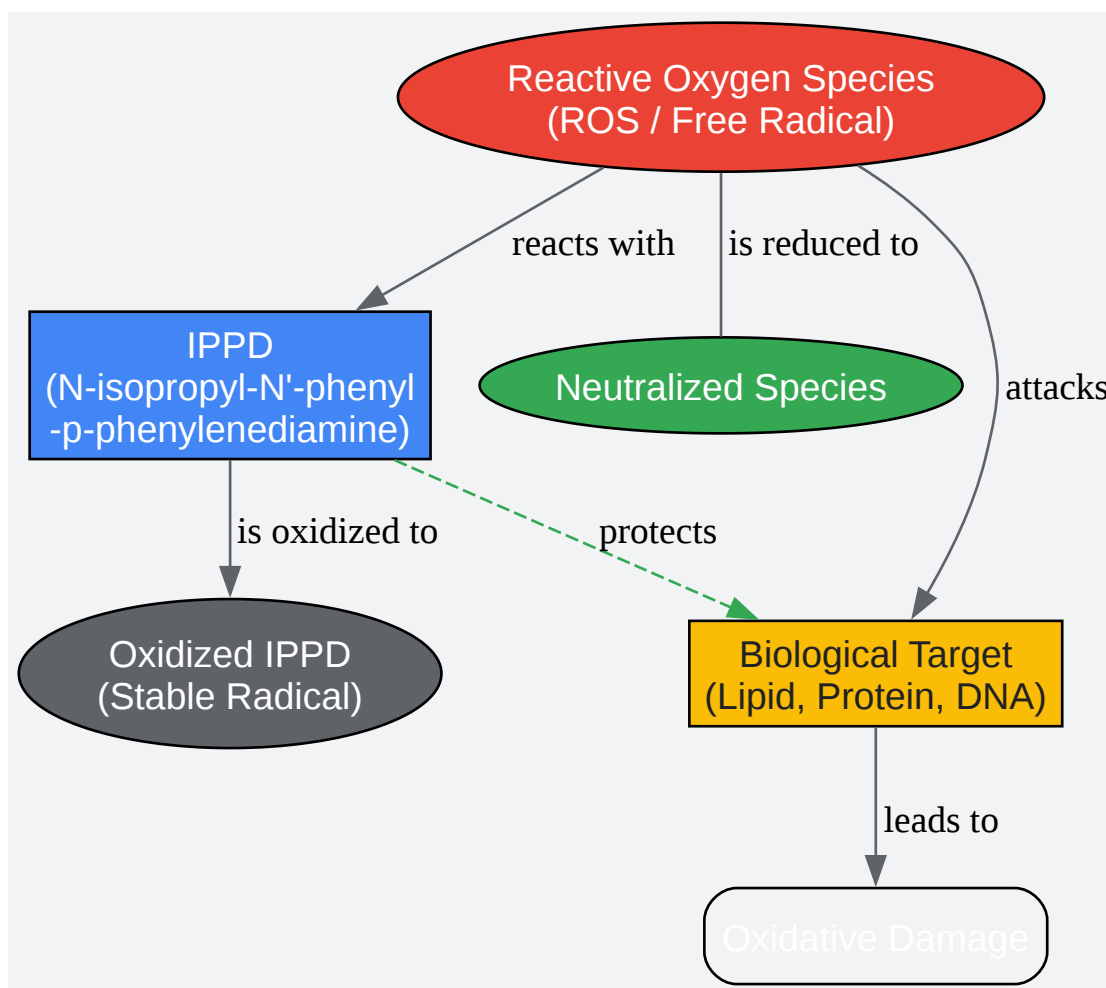 Reactive Oxygen Species
(ROS / Free Radical)
reacts with
is reduced to
IPPD
(N-isopropyl-N'-phenyl
-p-phenylenediamine)
Neutralized Species
attacks
is oxidized to
protects
Oxidized IPPD
(Stable Radical)
Biological Target
(Lipid, Protein, DNA)
leads to
Oxidative Damage